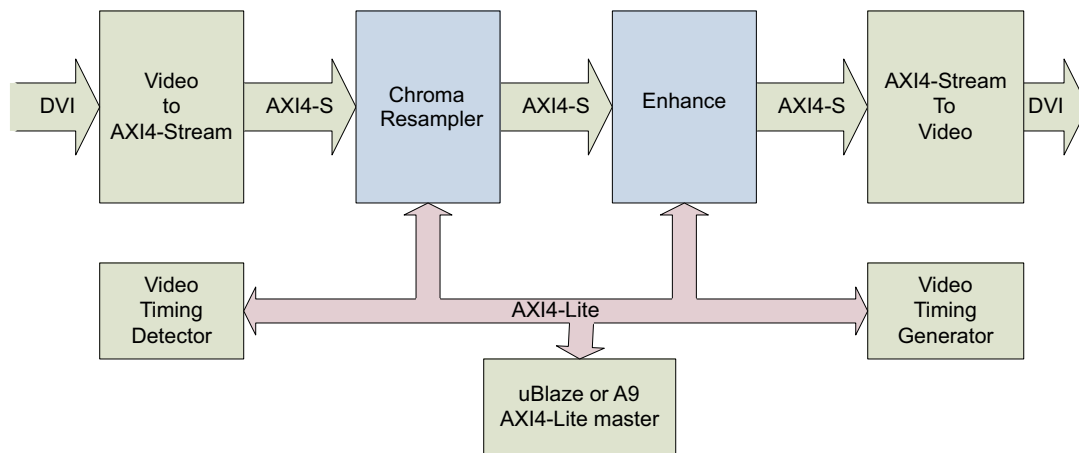 DVI
Video
to
AXI4-Stream
AXI4-S
Chroma
Resampler
AXI4-S
Enhance
AXI4-S
AXI4-Stream
To
Video
DVI
Video
Timing
Detector
AXI4-Lite
Video
Timing
Generator
uBlaze or A9
AXI4-Lite master